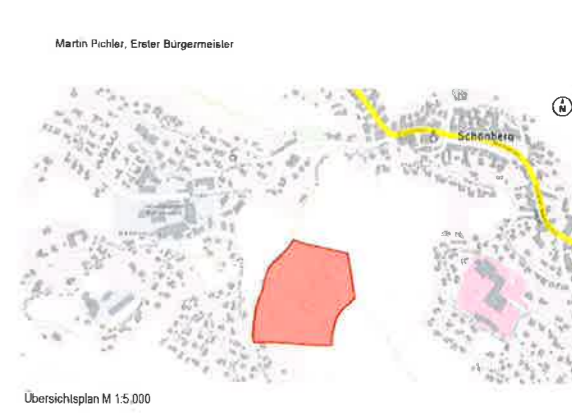 Martin Pichler, Erster Bürgermeister
N
Schönberg
Übersichtsplan M 1:5.000